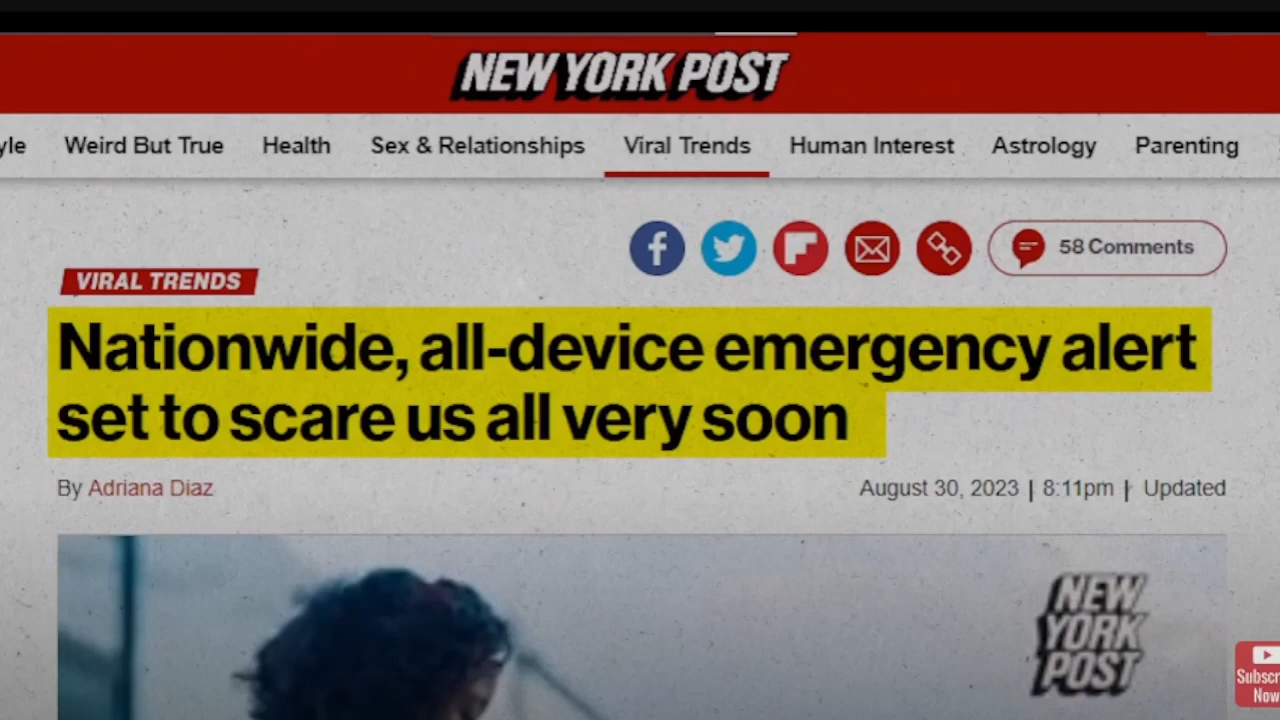 NEW YORK POST
yle Weird But True Health Sex & Relationships Viral Trends Human Interest Astrology Parenting
58 Comments
VIRAL TRENDS
Nationwide, all-device emergency alert
set to scare us all very soon
By Adriana Diaz
August 30, 2023 | 8:11pm | Updated
NEW
YORK
POST
Subscr
Now